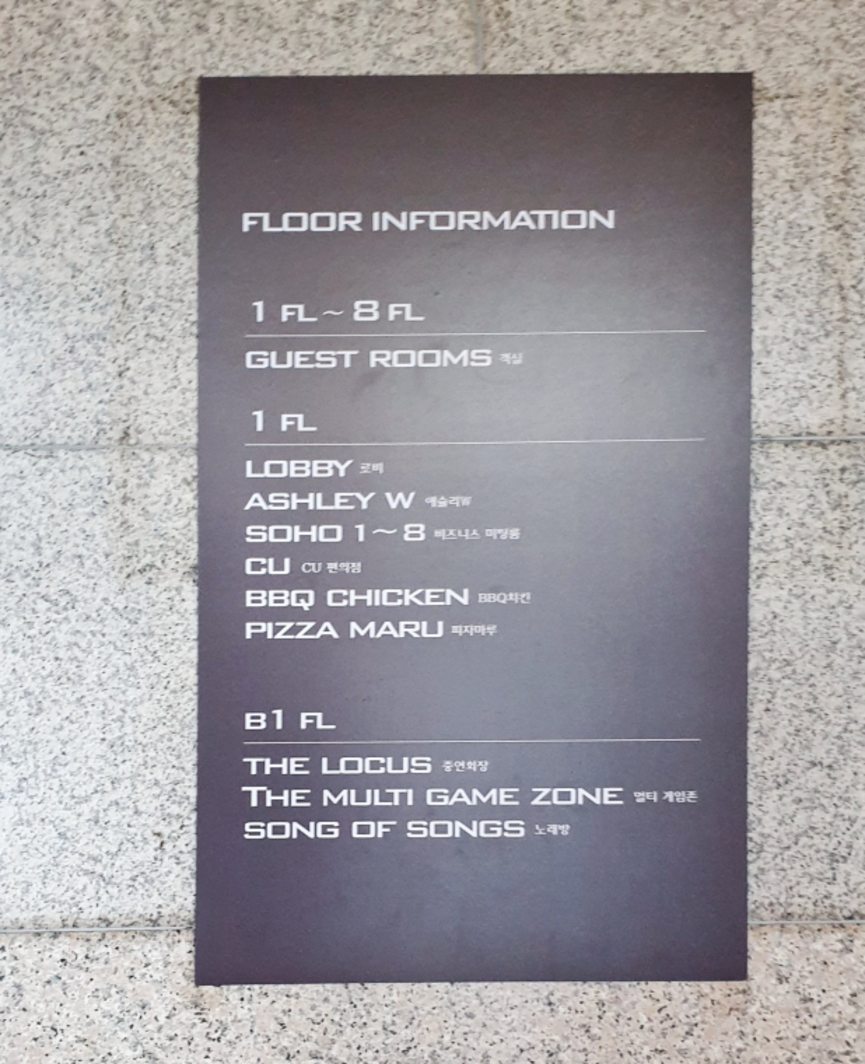 FLOOR INFORMATION
1 FL ~ 8 FL
GUEST ROOMS 객실
1 FL
LOBBY 로비
ASHLEY W 애슐리W
SOHO 1~8 비즈니스 미팅룸
CU CU 편의점
BBQ CHICKEN BBQ치킨
PIZZA MARU 피자마루
B1 FL
THE LOCUS 중연회장
THE MULTI GAME ZONE 멀티 게임존
SONG OF SONGS 노래방